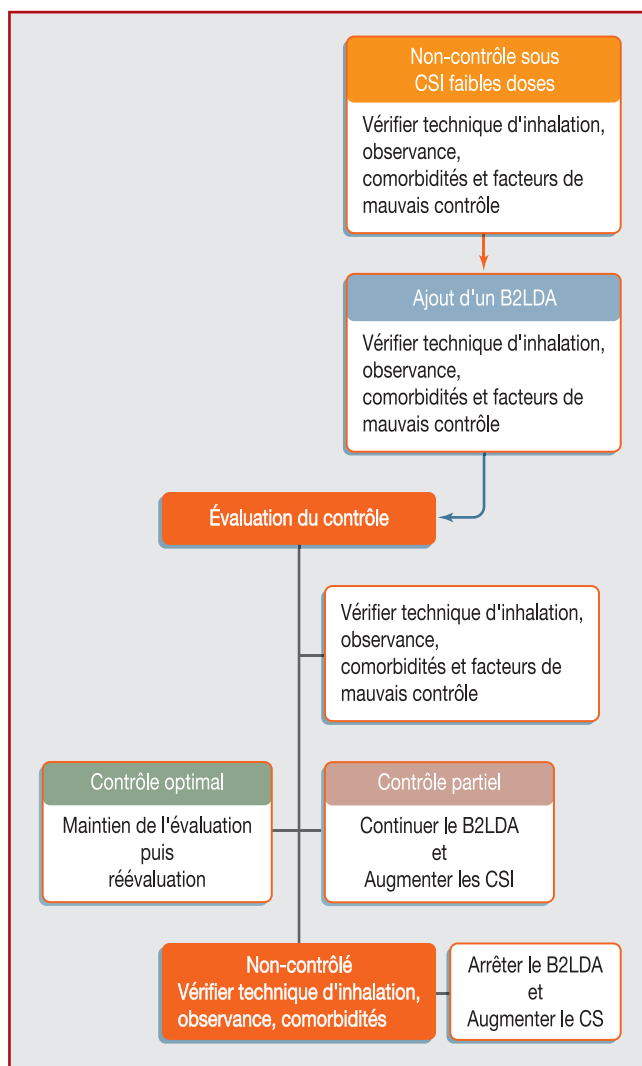 Non-contrôle sous
CSI faibles doses
Vérifier technique d'inhalation,
observance,
comorbidités et facteurs de
mauvais contrôle
Ajout d'un B2LDA
Vérifier technique d'inhalation,
observance,
comorbidités et facteurs de
mauvais contrôle
Évaluation du contrôle
Vérifier technique d'inhalation,
observance,
comorbidités et facteurs de
mauvais contrôle
Contrôle optimal
Maintien de l'évaluation
puis
réévaluation
Contrôle partiel
Continuer le B2LDA
et
Augmenter les CSI
Non-contrôlé
Vérifier technique d'inhalation,
observance, comorbidités
Arrêter le B2LDA
et
Augmenter le CS